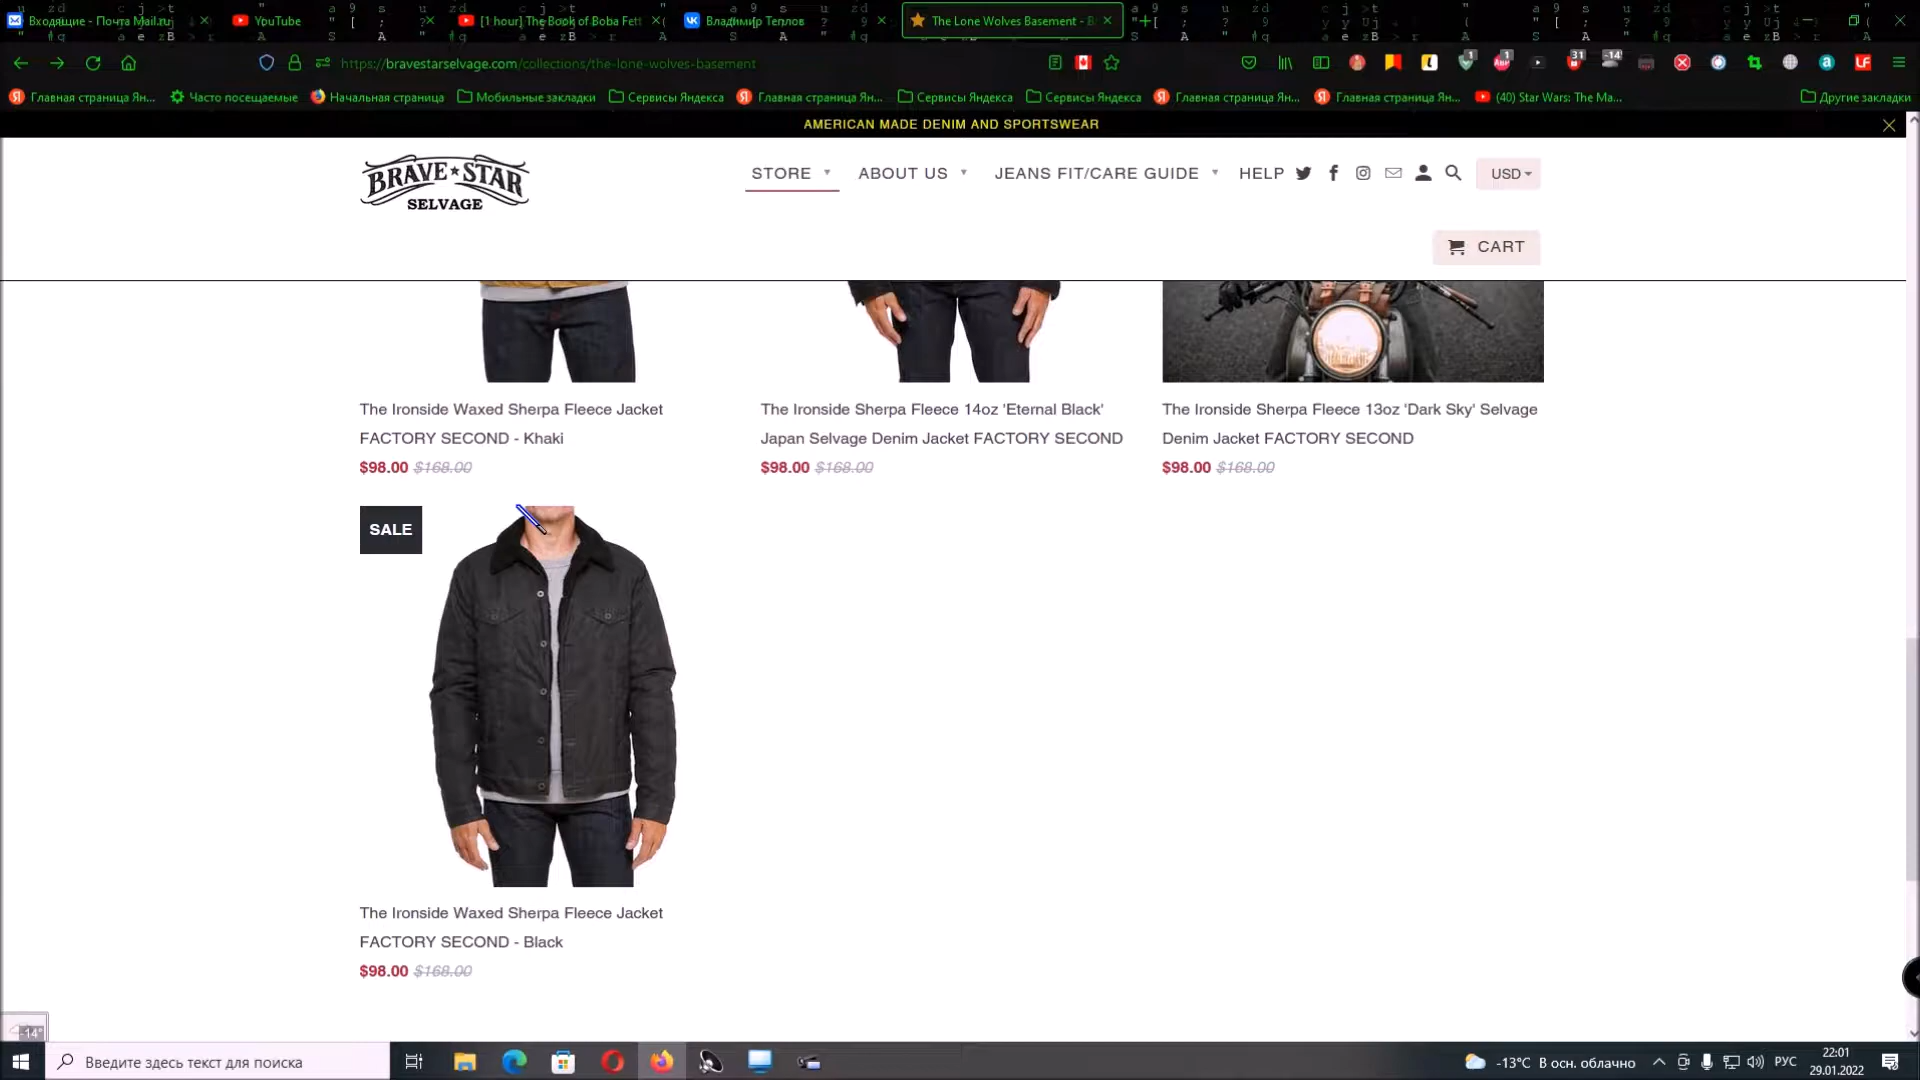 Входящие - Почта Mail.ru
YouTube
[1 hour] The Book of Boba Fett
Владимир Теплов
The Lone Wolves Basement - B
https://bravestarselvage.com/collections/the-lone-wolves-basement
1
1
31
-14
Главная страница Ян...
Часто посещаемые
Начальная страница
Мобильные закладки
Сервисы Яндекса
Главная страница Ян...
Сервисы Яндекса
Сервисы Яндекса
Главная страница Ян...
Главная страница Ян...
(40) Star Wars: The Ma...
Другие закладки
AMERICAN MADE DENIM AND SPORTSWEAR
BRAVE STAR
SELVAGE
STORE
ABOUT US
JEANS FIT/CARE GUIDE
HELP
USD
CART
The Ironside Waxed Sherpa Fleece Jacket
FACTORY SECOND - Khaki
$98.00 $168.00
The Ironside Sherpa Fleece 14oz 'Eternal Black'
Japan Selvage Denim Jacket FACTORY SECOND
$98.00 $168.00
The Ironside Sherpa Fleece 13oz 'Dark Sky' Selvage
Denim Jacket FACTORY SECOND
$98.00 $168.00
SALE
The Ironside Waxed Sherpa Fleece Jacket
FACTORY SECOND - Black
$98.00 $168.00
-14°
Введите здесь текст для поиска
-13°C В осн. облачно
РУС
22:01
29.01.2022